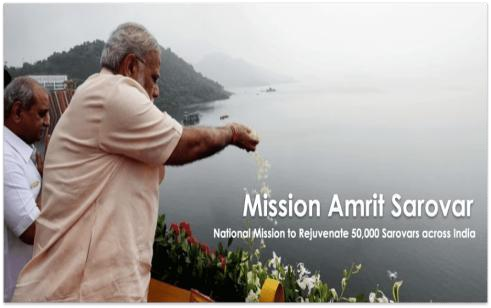 Mission Amrit Sarovar
National Mission to Rejuvenate 50,000 Sarovars across India